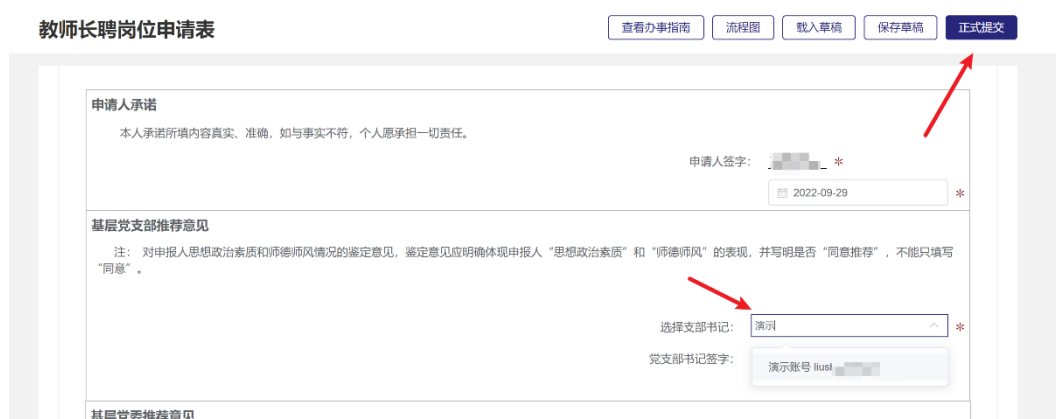 教师长聘岗位申请表
查看办事指南
流程图
载入草稿
保存草稿
正式提交
申请人承诺
本人承诺所填内容真实、准确，如与事实不符，个人愿承担一切责任。
申请人签字：
*
2022-09-29 *
基层党支部推荐意见
注： 对申报人思想政治素质和师德师风情况的鉴定意见，鉴定意见应明确体现申报人“思想政治素质”和“师德师风”的表现，并写明是否“同意推荐”，不能只填写
“同意”。
选择支部书记： 演示 *
党支部书记签字：
演示账号 liusl
基层党委推荐意见